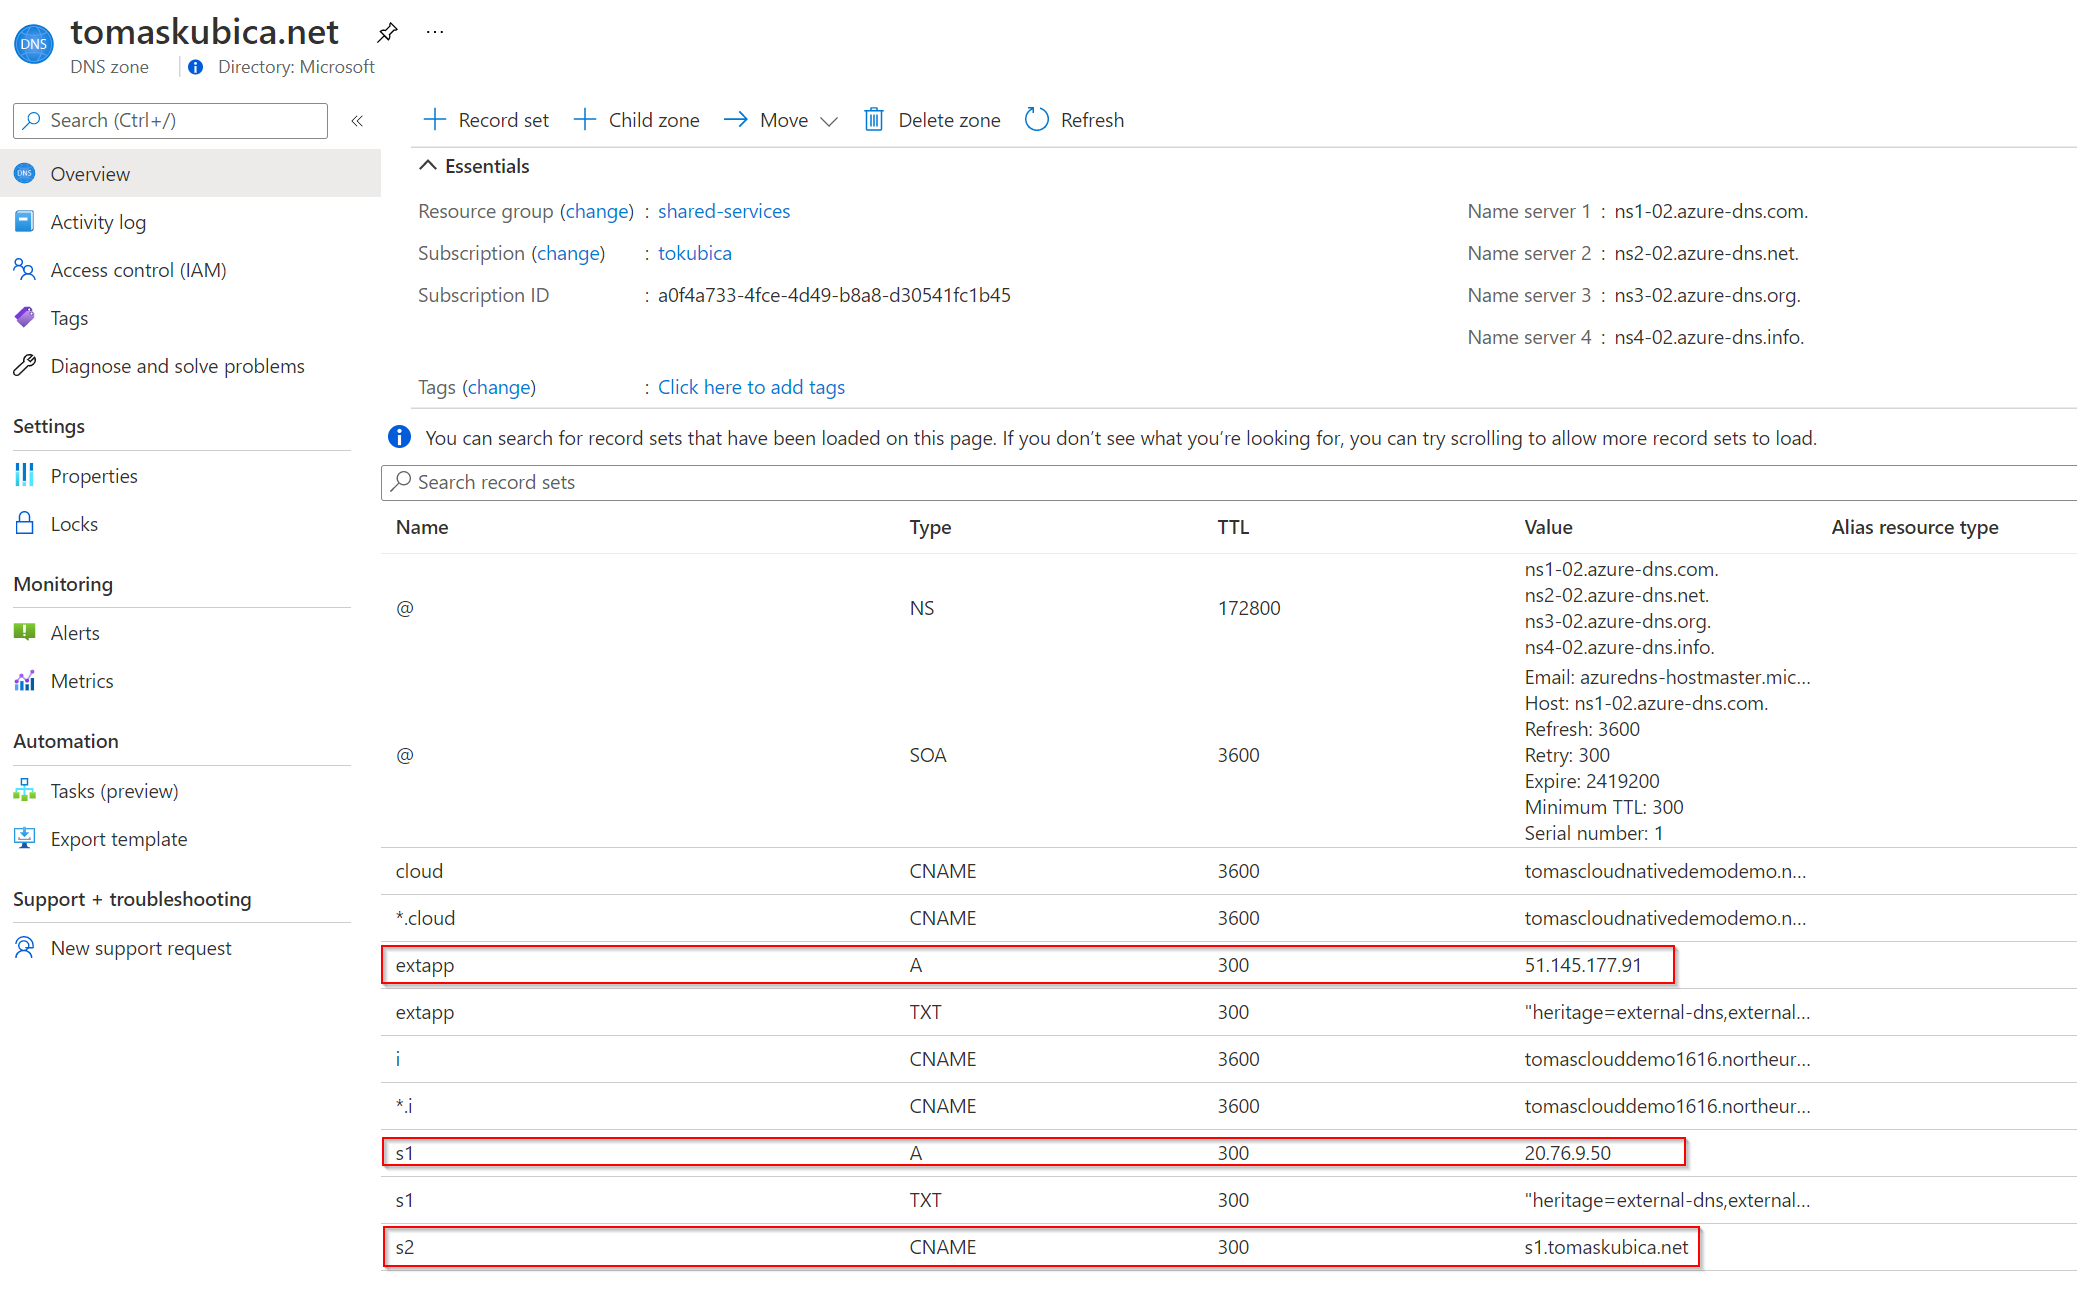 DNS
tomaskubica.net
...
DNS zone
Directory: Microsoft
Search (Ctrl+/)
«
Record set
Child zone
Move
Delete zone
Refresh
Overview
Activity log
Access control (IAM)
Tags
Diagnose and solve problems
Settings
Properties
Locks
Monitoring
Alerts
Metrics
Automation
Tasks (preview)
Export template
Support + troubleshooting
New support request
Essentials
Resource group (change) : shared-services
Subscription (change) : tokubica
Subscription ID : a0f4a733-4fce-4d49-b8a8-d30541fc1b45
Name server 1 : ns1-02.azure-dns.com.
Name server 2 : ns2-02.azure-dns.net.
Name server 3 : ns3-02.azure-dns.org.
Name server 4 : ns4-02.azure-dns.info.
Tags (change) : Click here to add tags
You can search for record sets that have been loaded on this page. If you don't see what you're looking for, you can try scrolling to allow more record sets to load.
Search record sets
Name Type TTL Value Alias resource type
@ NS 172800
ns1-02.azure-dns.com.
ns2-02.azure-dns.net.
ns3-02.azure-dns.org.
ns4-02.azure-dns.info.
@ SOA 3600
Email: azuredns-hostmaster.mic...
Host: ns1-02.azure-dns.com.
Refresh: 3600
Retry: 300
Expire: 2419200
Minimum TTL: 300
Serial number: 1
cloud CNAME 3600 tomascloudnativedemodemo.n...
*.cloud CNAME 3600 tomascloudnativedemodemo.n...
extapp A 300 51.145.177.91
extapp TXT 300 "heritage=external-dns,external...
i CNAME 3600 tomasclouddemo1616.northeur...
*.i CNAME 3600 tomasclouddemo1616.northeur...
s1 A 300 20.76.9.50
s1 TXT 300 "heritage=external-dns,external...
s2 CNAME 300 s1.tomaskubica.net